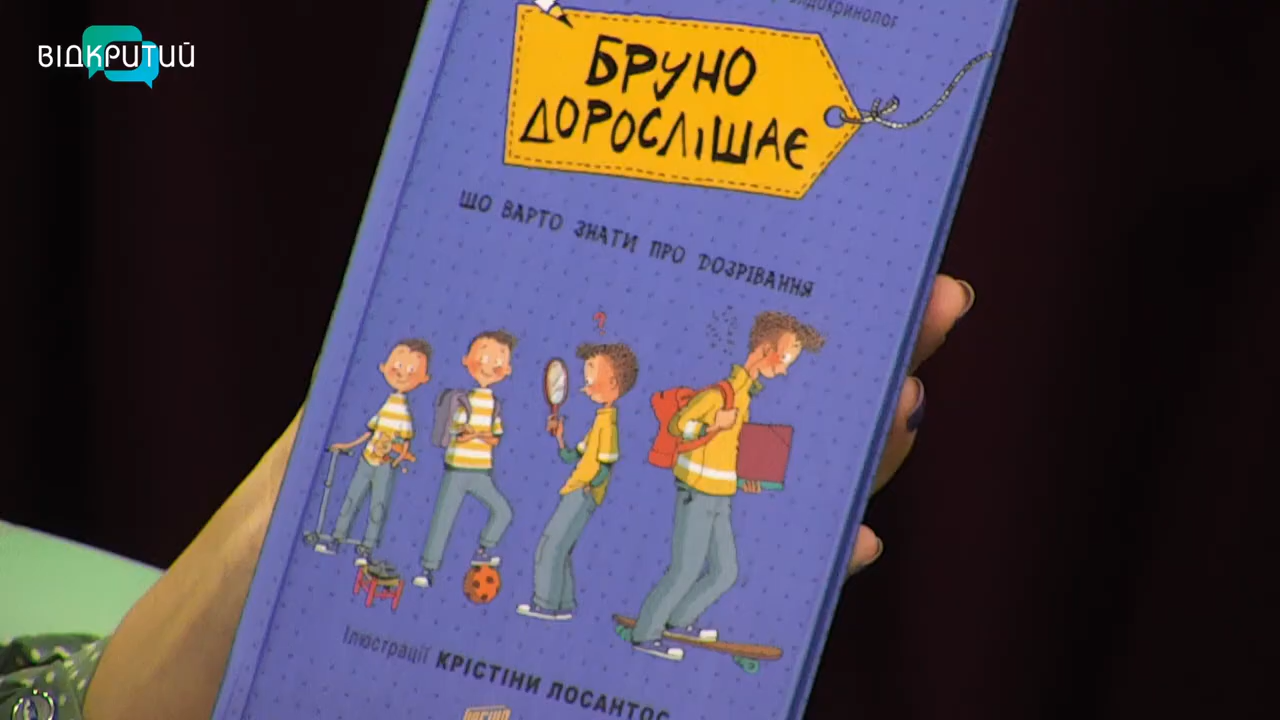 ВІДКРИТИЙ
БРУНО
ДОРОСЛІШАЄ
ЩО ВАРТО ЗНАТИ ПРО ДОЗРІВАННЯ
?
Ілюстрації КРІСТІНИ ЛОСАНТОС